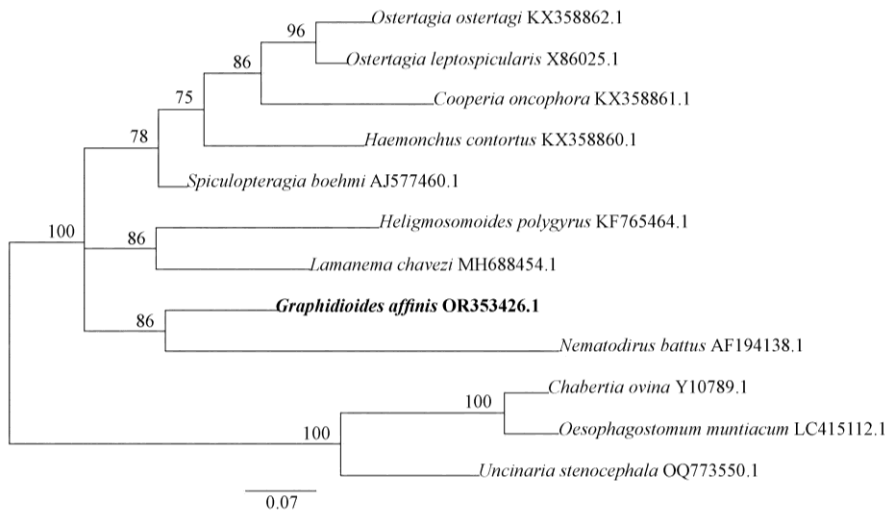 Ostertagia ostertagi KX358862.1
96
Ostertagia leptospicularis X86025.1
86
Cooperia oncophora KX358861.1
75
Haemonchus contortus KX358860.1
78
Spiculopteragia boehmi AJ577460.1
Heligmosomoides polygyrus KF765464.1
100
86
Lamanema chavezi MH688454.1
Graphidioides affinis OR353426.1
86
Nematodirus battus AF194138.1
Chabertia ovina Y10789.1
100
Oesophagostomum muntiacum LC415112.1
100
Uncinaria stenocephala OQ773550.1
0.07